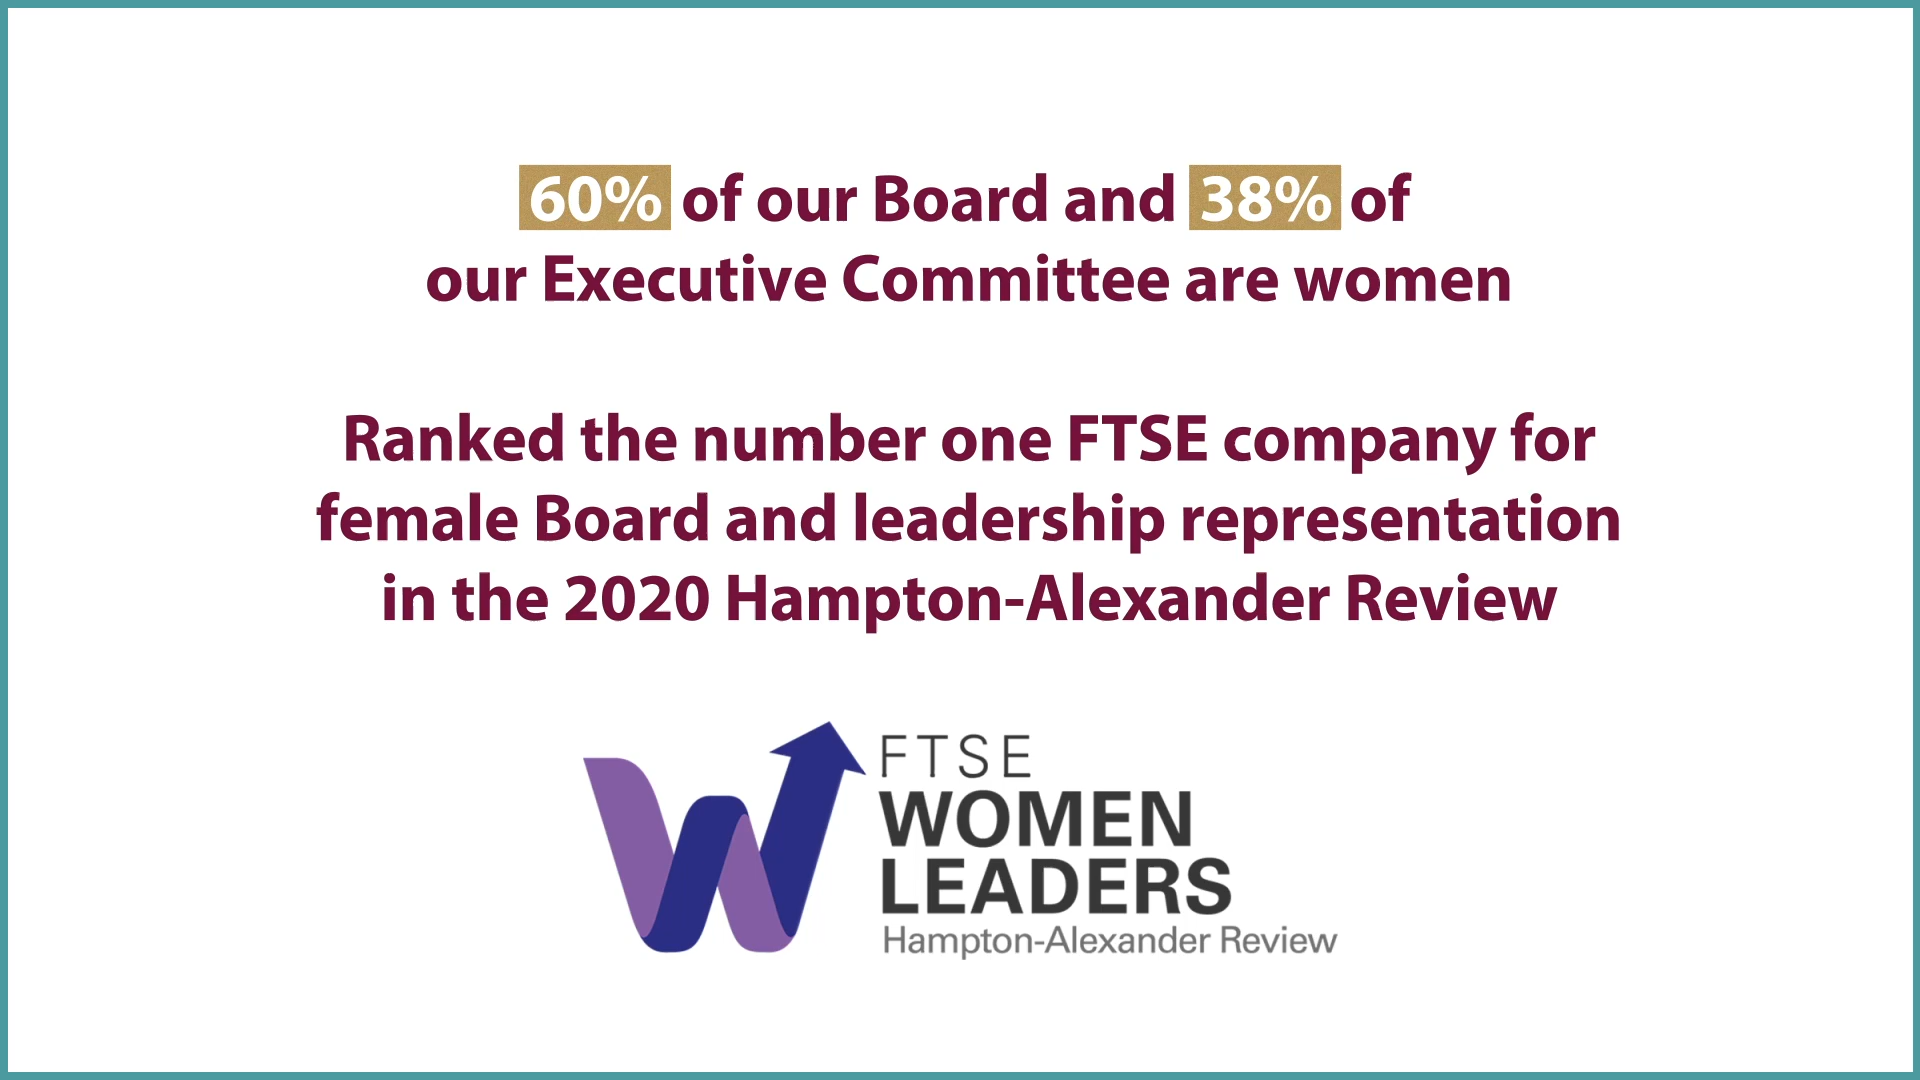 60% of our Board and 38% of
our Executive Committee are women
Ranked the number one FTSE company for
female Board and leadership representation
in the 2020 Hampton-Alexander Review
FTSE
WOMEN
LEADERS
Hampton-Alexander Review